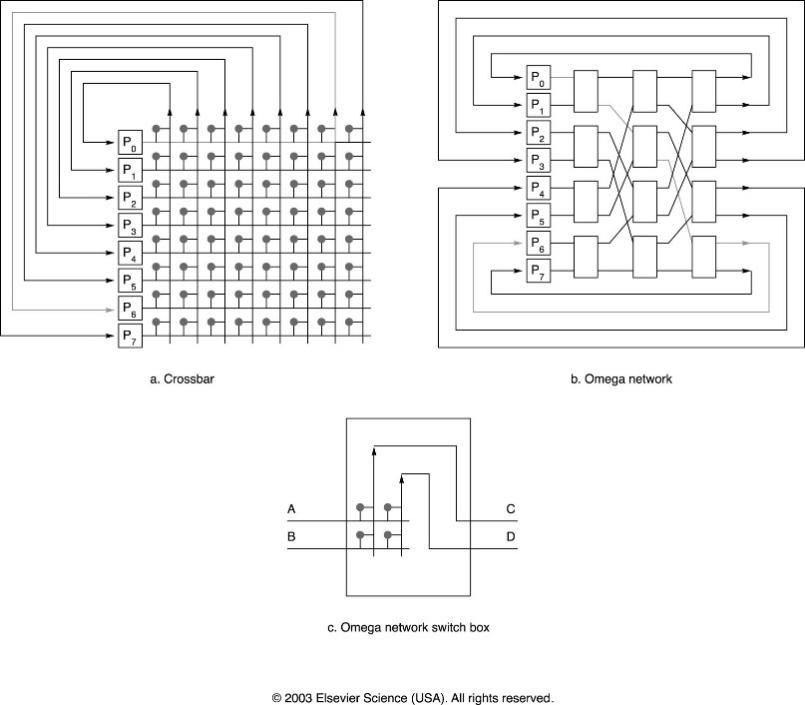 P0
P1
P2
P3
P4
P5
P6
P7
a. Crossbar
P0
P1
P2
P3
P4
P5
P6
P7
b. Omega network
A
B
C
D
c. Omega network switch box
© 2003 Elsevier Science (USA). All rights reserved.